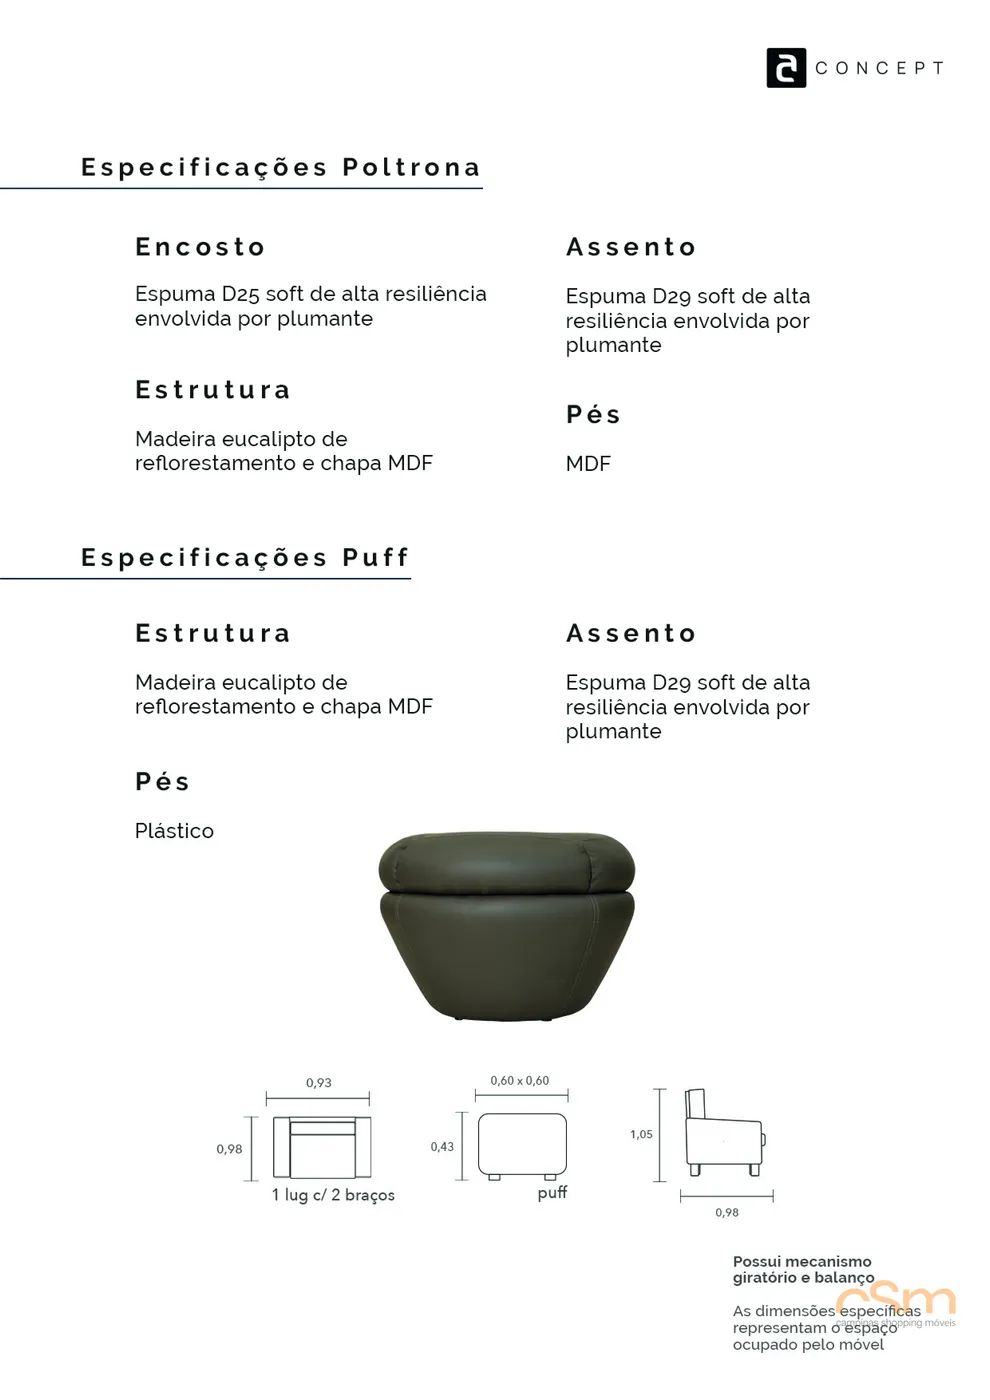 CONCEPT
Especificações Poltrona
Encosto
Espuma D25 soft de alta resiliência
envolvida por plumante
Assento
Espuma D29 soft de alta
resiliência envolvida por
plumante
Estrutura
Madeira eucalipto de
reflorestamento e chapa MDF
Pés
MDF
Especificações Puff
Estrutura
Madeira eucalipto de
reflorestamento e chapa MDF
Assento
Espuma D29 soft de alta
resiliência envolvida por
plumante
Pés
Plástico
0,93
0,98
1 lug c/ 2 braços
0,60 x 0,60
0,43
puff
1,05
0,98
Possui mecanismo
giratório e balanço
As dimensões específicas
representam o espaço
ocupado pelo móvel
csm
campinas shopping móveis